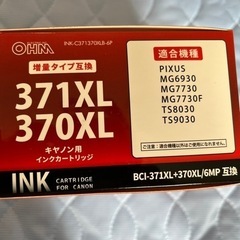 OHM
INK-C371370XLB-6P
増量タイプ互換
371XL
370XL
キヤノン用
インクカートリッジ
INK CARTRIDGE
FOR CANON
適合機種
PIXUS
MG6930
MG7730
MG7730F
TS8030
TS9030
BCI-371XL+370XL/6MP 互換